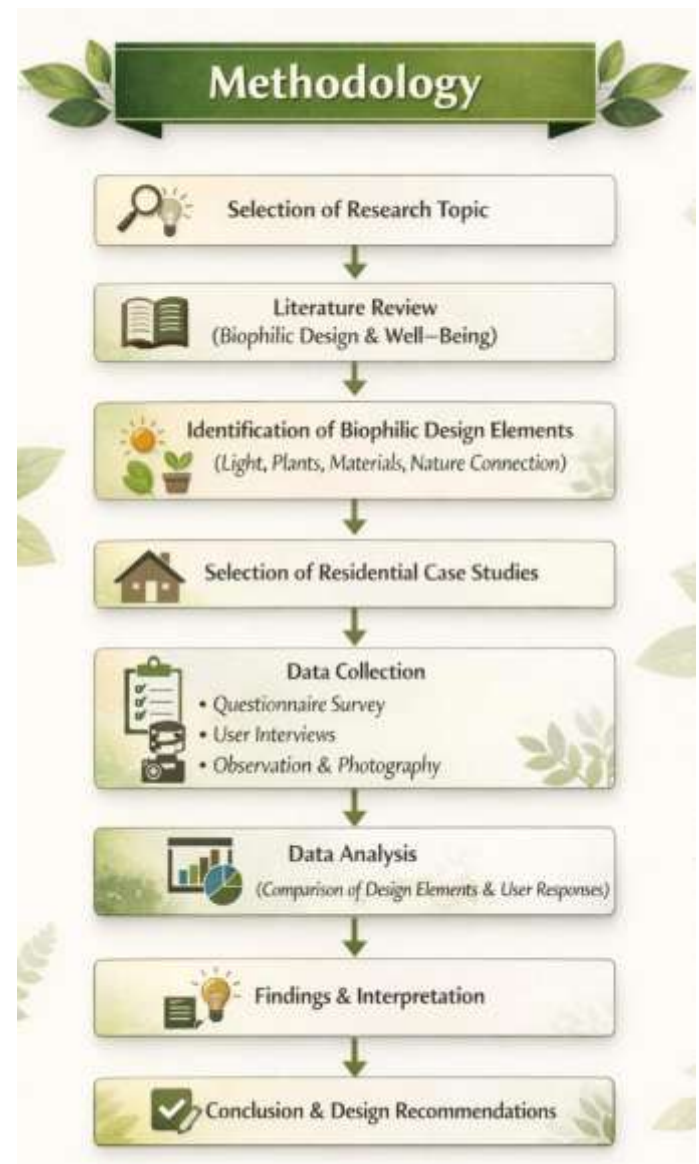 Methodology
Selection of Research Topic
Literature Review
(Biophilic Design & Well–Being)
Identification of Biophilic Design Elements
(Light, Plants, Materials, Nature Connection)
Selection of Residential Case Studies
Data Collection
• Questionnaire Survey
• User Interviews
• Observation & Photography
Data Analysis
(Comparison of Design Elements & User Responses)
Findings & Interpretation
Conclusion & Design Recommendations